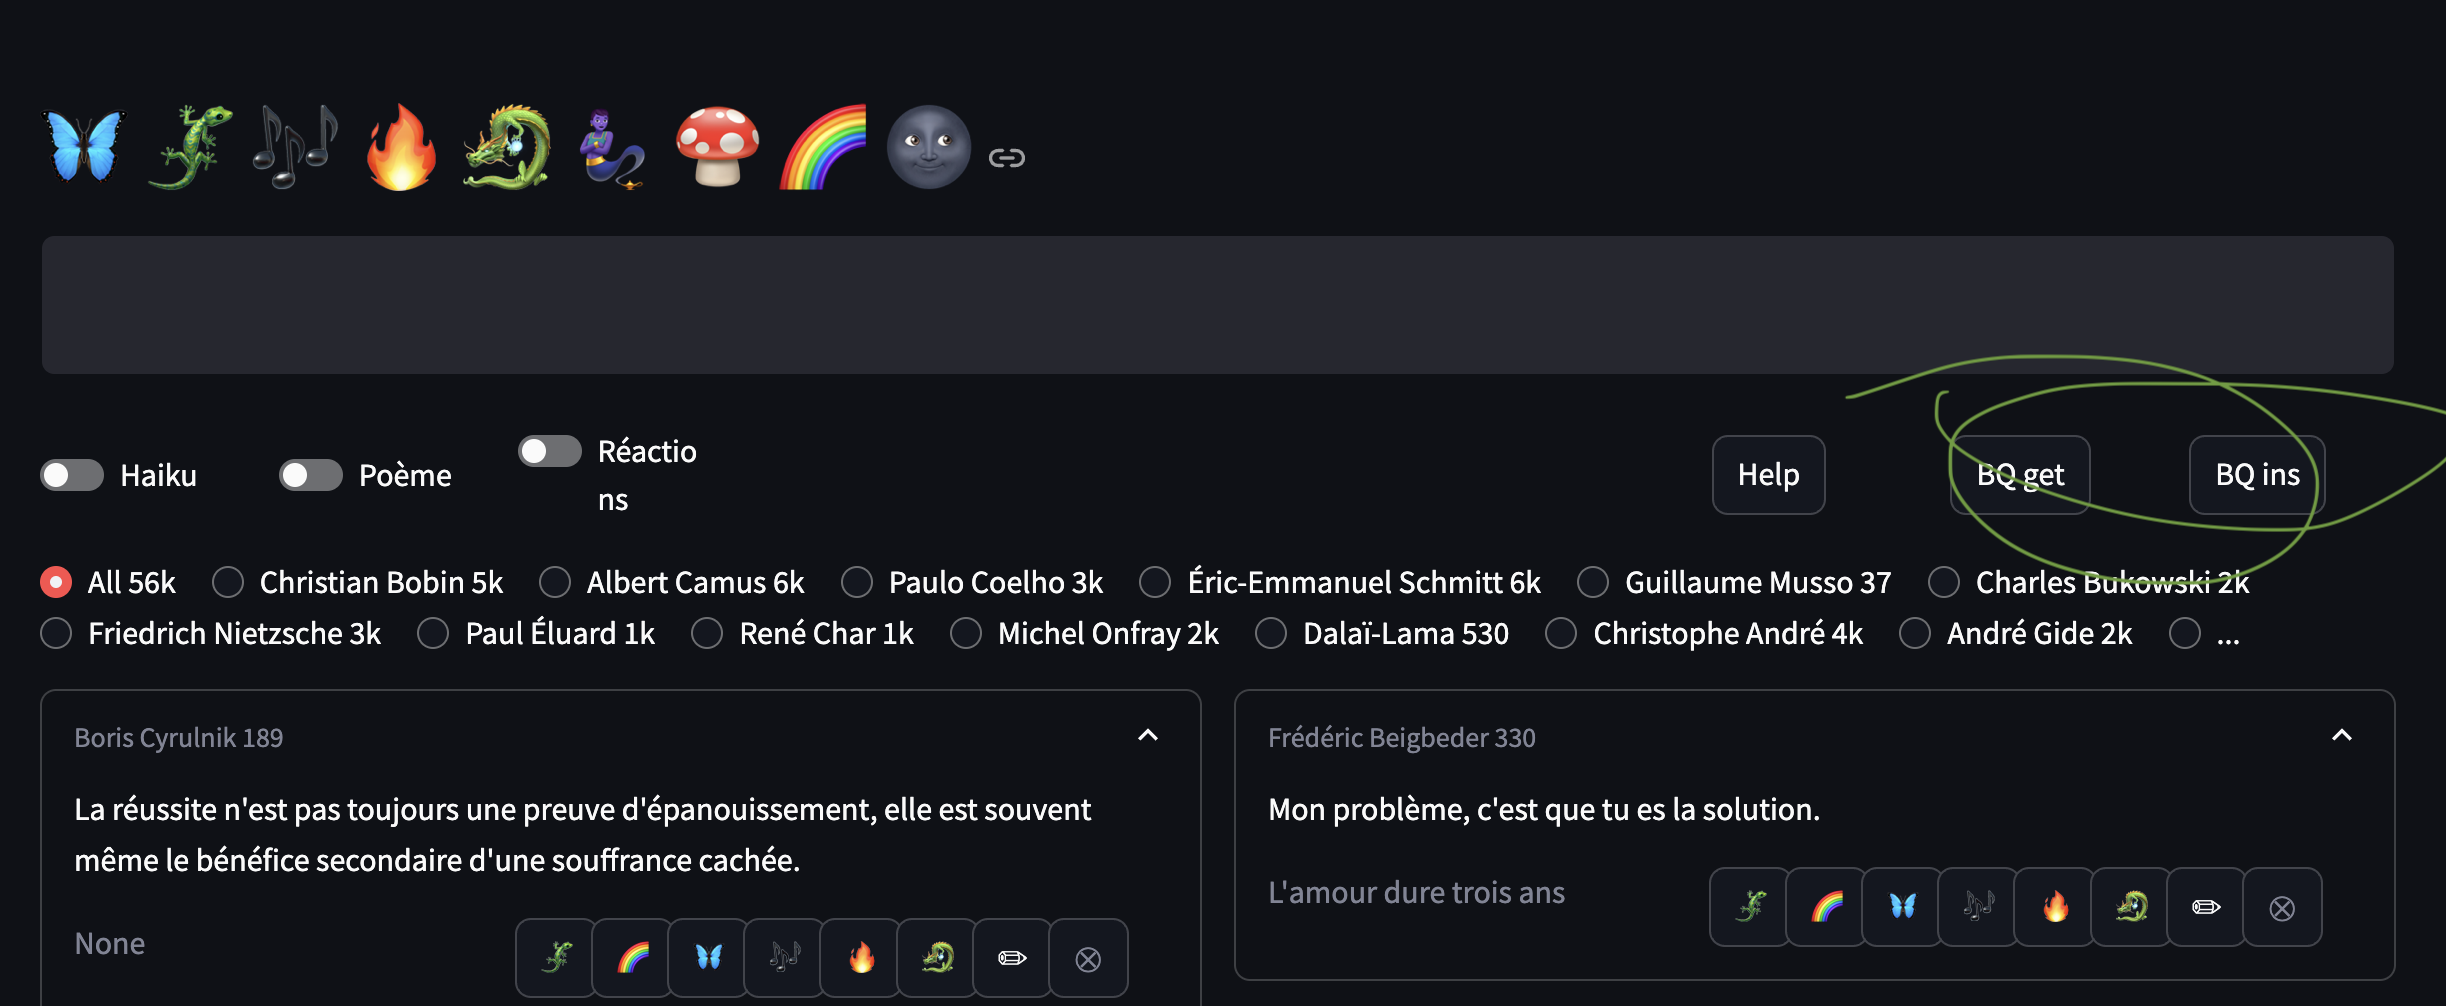 Haiku
Poème
Réactio
ns
Help
BQ get
BQ ins
All 56k Christian Bobin 5k Albert Camus 6k Paulo Coelho 3k Éric-Emmanuel Schmitt 6k Guillaume Musso 37 Charles Bukowski 2k
Friedrich Nietzsche 3k Paul Éluard 1k René Char 1k Michel Onfray 2k Dalaï-Lama 530 Christophe André 4k André Gide 2k ...
Boris Cyrulnik 189
La réussite n'est pas toujours une preuve d'épanouissement, elle est souvent
même le bénéfice secondaire d'une souffrance cachée.
None
Frédéric Beigbeder 330
Mon problème, c'est que tu es la solution.
L'amour dure trois ans